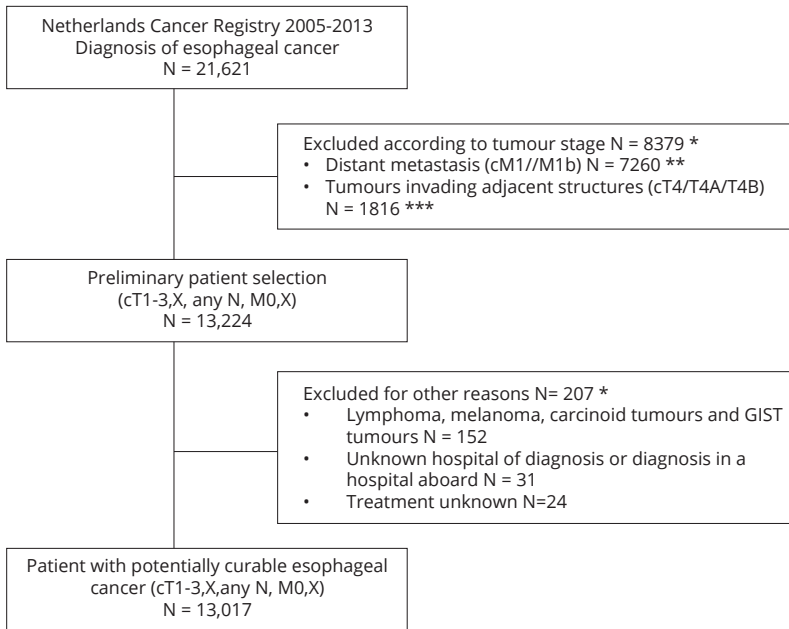 Netherlands Cancer Registry 2005-2013
Diagnosis of esophageal cancer
N = 21,621
Excluded according to tumour stage N = 8379 *
• Distant metastasis (cM1//M1b) N = 7260 **
• Tumours invading adjacent structures (cT4/T4A/T4B)
N = 1816 ***
Preliminary patient selection
(cT1-3,X, any N, M0,X)
N = 13,224
Excluded for other reasons N= 207 *
• Lymphoma, melanoma, carcinoid tumours and GIST
tumours N = 152
• Unknown hospital of diagnosis or diagnosis in a
hospital aboard N = 31
• Treatment unknown N=24
Patient with potentially curable esophageal
cancer (cT1-3,X,any N, M0,X)
N = 13,017